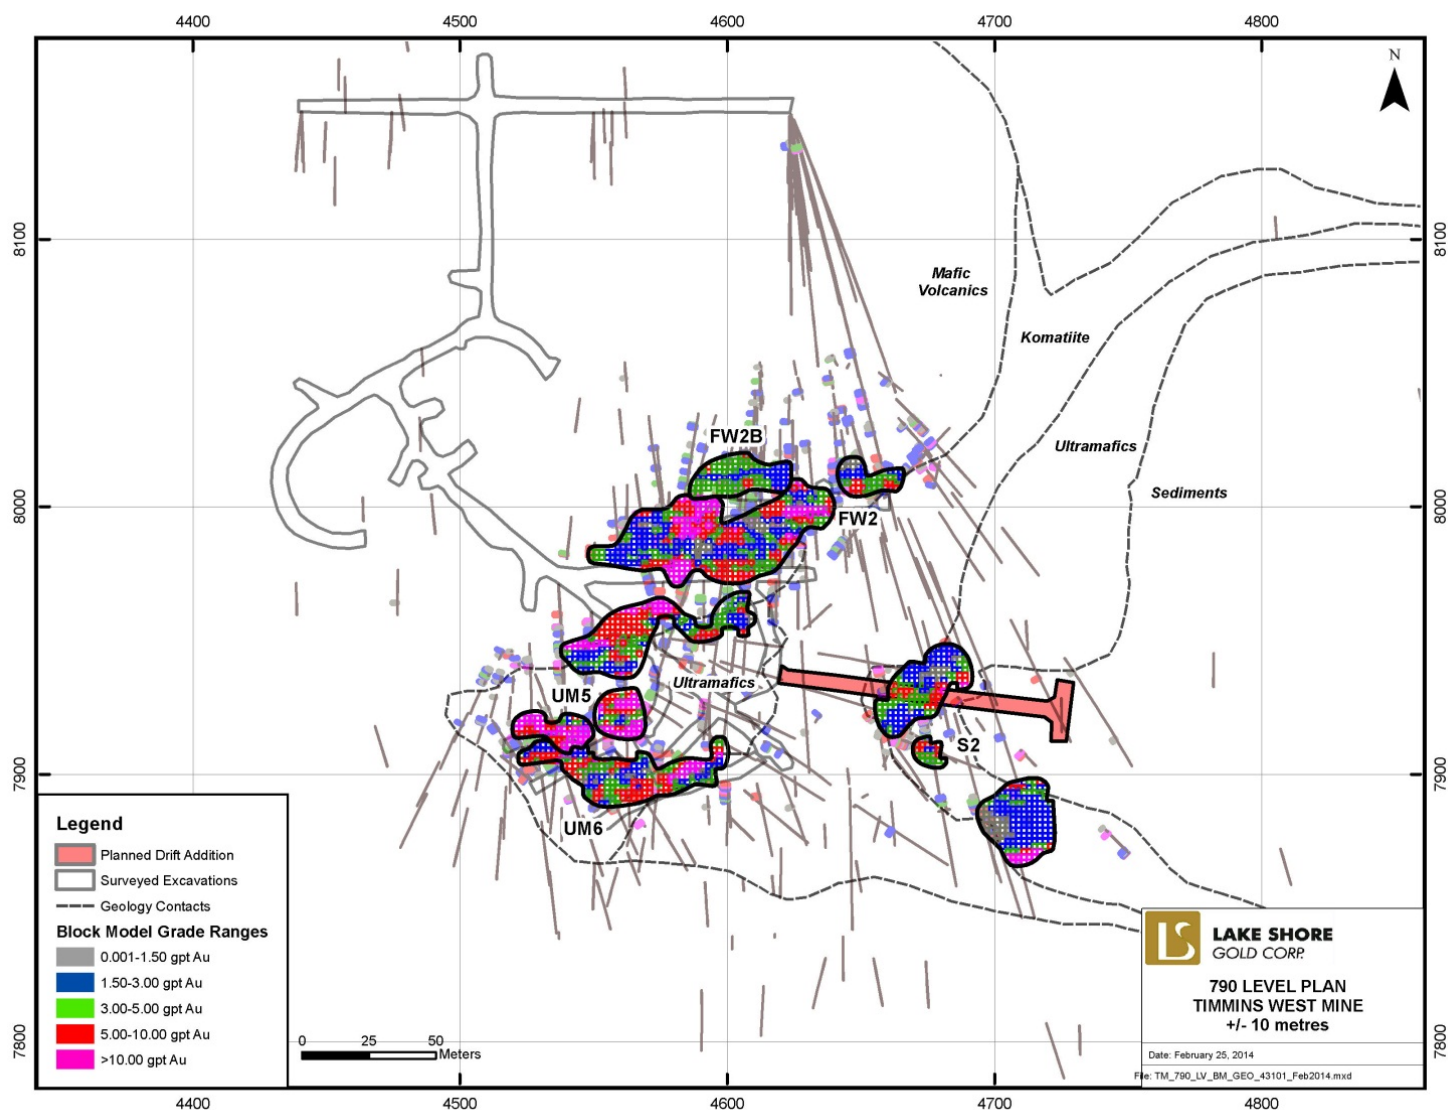 4400 4500 4600 4700 4800
N
8100 8100
Mafic
Volcanics
Komatiite
FW2B
Ultramafics
Sediments
8000 FW2 8000
UM5 Ultramafics
S2
7900 7900
UM6
Legend
Planned Drift Addition
Surveyed Excavations
Geology Contacts
Block Model Grade Ranges
0.001-1.50 gpt Au
1.50-3.00 gpt Au
3.00-5.00 gpt Au
5.00-10.00 gpt Au
>10.00 gpt Au
0 25 50
Meters
LS
LAKE SHORE
GOLD CORP.
790 LEVEL PLAN
TIMMINS WEST MINE
+/- 10 metres
7800 7800
Date: February 25, 2014
File: TM_790_LV_BM_GEO_43101_Feb2014.mxd
4400 4500 4600 4700 4800